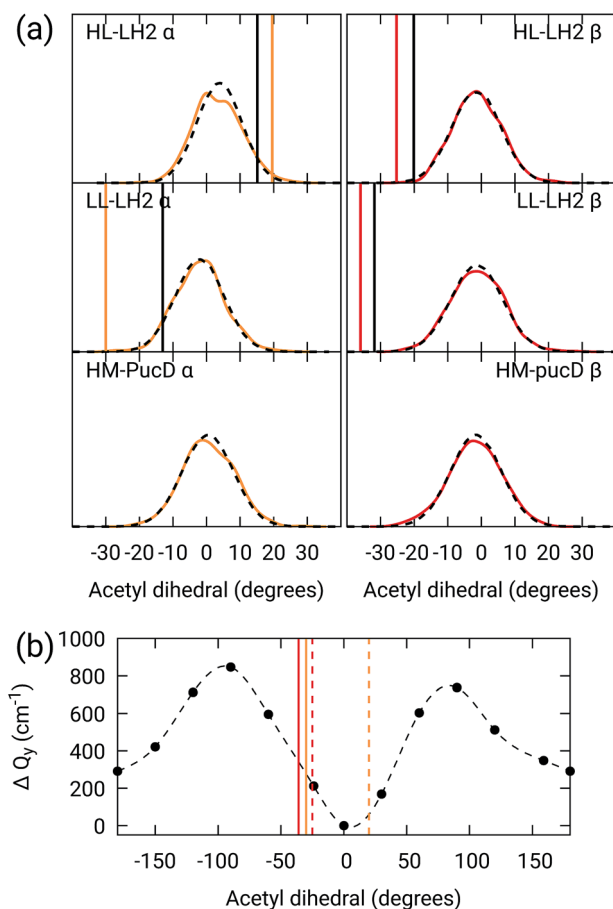 (a)
HL-LH2 α
HL-LH2 β
LL-LH2 α
LL-LH2 β
HM-PucD α
HM-pucD β
-30 -20 -10 0 10 20 30
-30 -20 -10 0 10 20 30
Acetyl dihedral (degrees)
Acetyl dihedral (degrees)
(b)
1000
800
600
400
200
0
Δ Qy (cm-1)
-150 -100 -50 0 50 100 150
Acetyl dihedral (degrees)